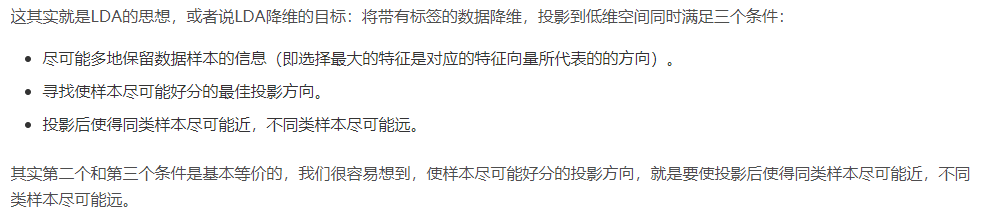 这其实就是LDA的思想，或者说LDA降维的目标：将带有标签的数据降维，投影到低维空间同时满足三个条件：
尽可能多地保留数据样本的信息（即选择最大的特征是对应的特征向量所代表的的方向）。
寻找使样本尽可能好分的最佳投影方向。
投影后使得同类样本尽可能近，不同类样本尽可能远。
其实第二个和第三个条件是基本等价的，我们很容易想到，使样本尽可能好分的投影方向，就是要使投影后使得同类样本尽可能近，不同
类样本尽可能远。